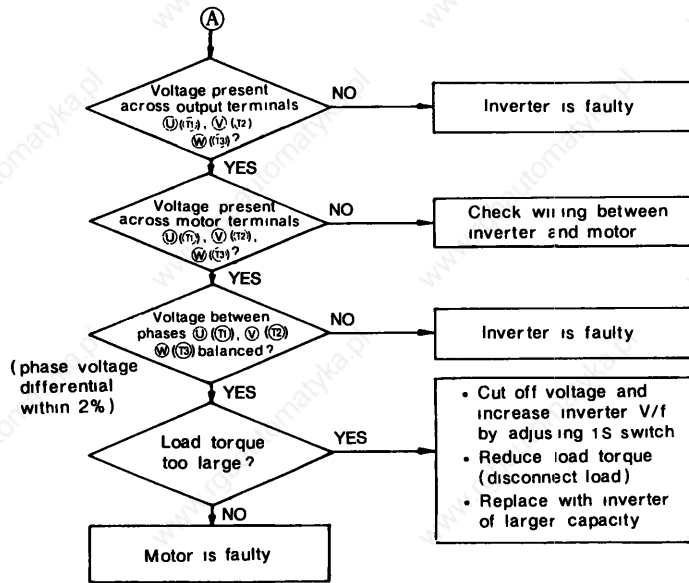 A
Voltage present
across output terminals
U(T1), V(T2)
W(T3)?
NO
Inverter is faulty
YES
Voltage present
across motor terminals
U(T1), V(T2),
W(T3)?
NO
Check wiring between
inverter and motor
YES
Voltage between
phases U(T1), V(T2)
W(T3) balanced?
NO
Inverter is faulty
(phase voltage
differential
within 2%)
YES
Load torque
too large?
YES
• Cut off voltage and
increase inverter V/f
by adjusing 1S switch
• Reduce load torque
(disconnect load)
• Replace with inverter
of larger capacity
NO
Motor is faulty